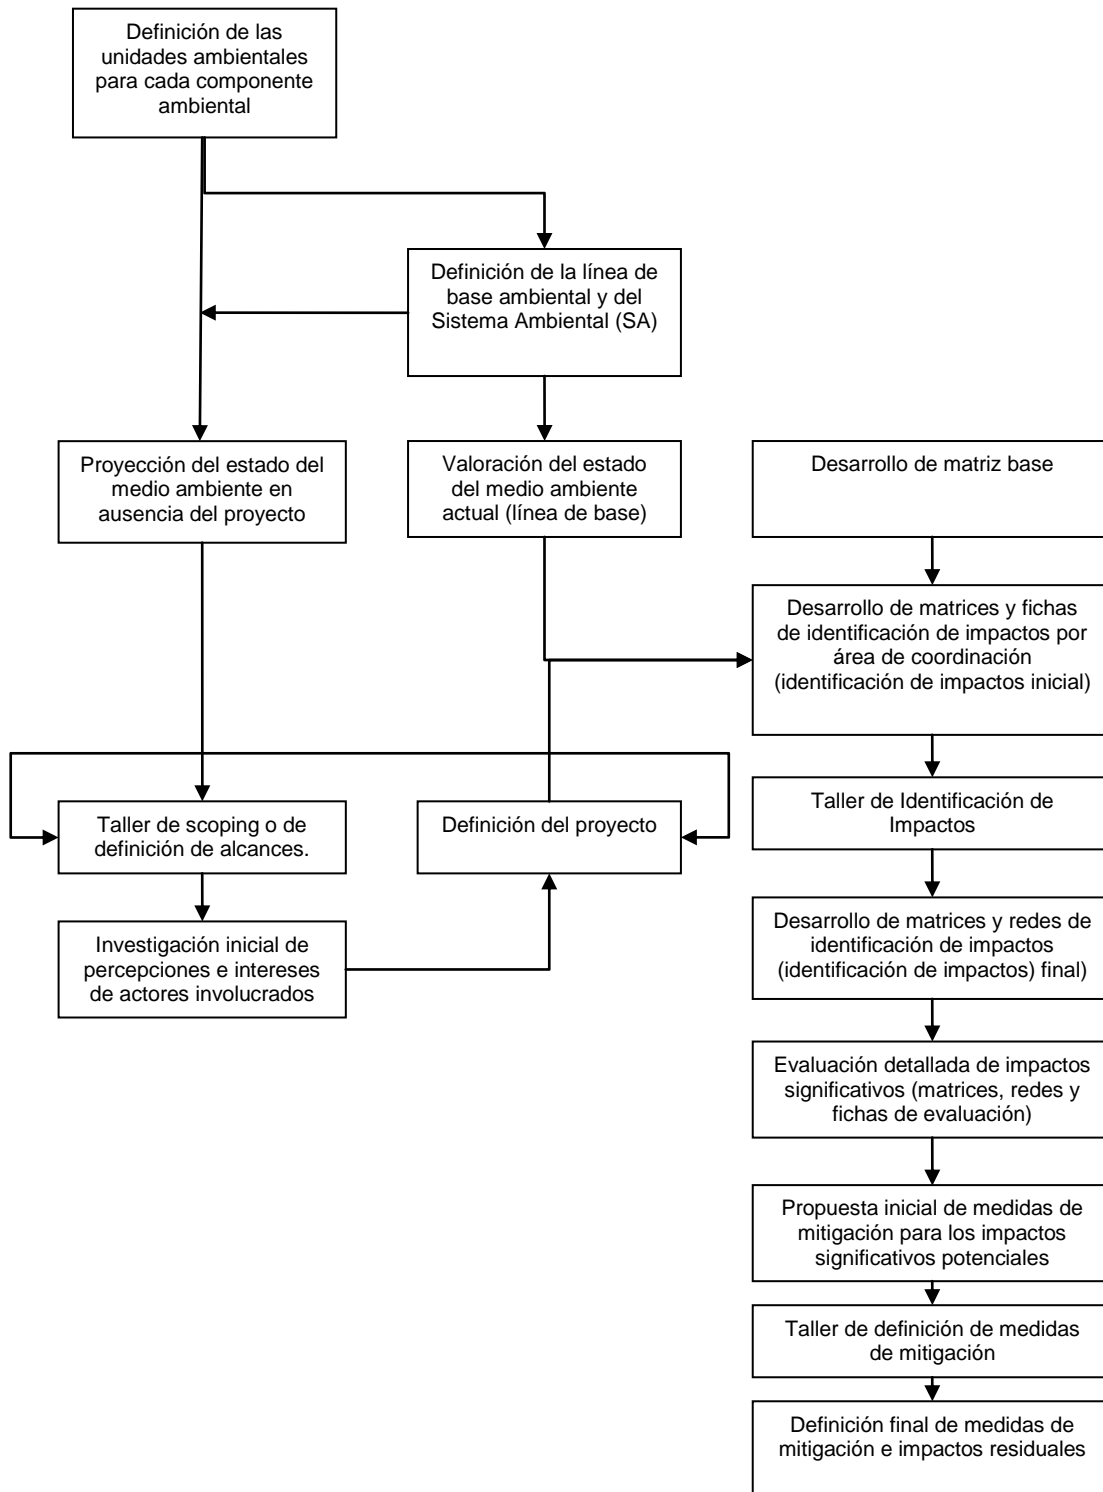 Definición de las
unidades ambientales
para cada componente
ambiental
Definición de la línea de
base ambiental y del
Sistema Ambiental (SA)
Proyección del estado del
medio ambiente en
ausencia del proyecto
Valoración del estado
del medio ambiente
actual (línea de base)
Desarrollo de matriz base
Desarrollo de matrices y fichas
de identificación de impactos por
área de coordinación
(identificación de impactos inicial)
Taller de scoping o de
definición de alcances.
Definición del proyecto
Taller de Identificación de
Impactos
Investigación inicial de
percepciones e intereses
de actores involucrados
Desarrollo de matrices y redes de
identificación de impactos
(identificación de impactos) final)
Evaluación detallada de impactos
significativos (matrices, redes y
fichas de evaluación)
Propuesta inicial de medidas de
mitigación para los impactos
significativos potenciales
Taller de definición de medidas
de mitigación
Definición final de medidas de
mitigación e impactos residuales